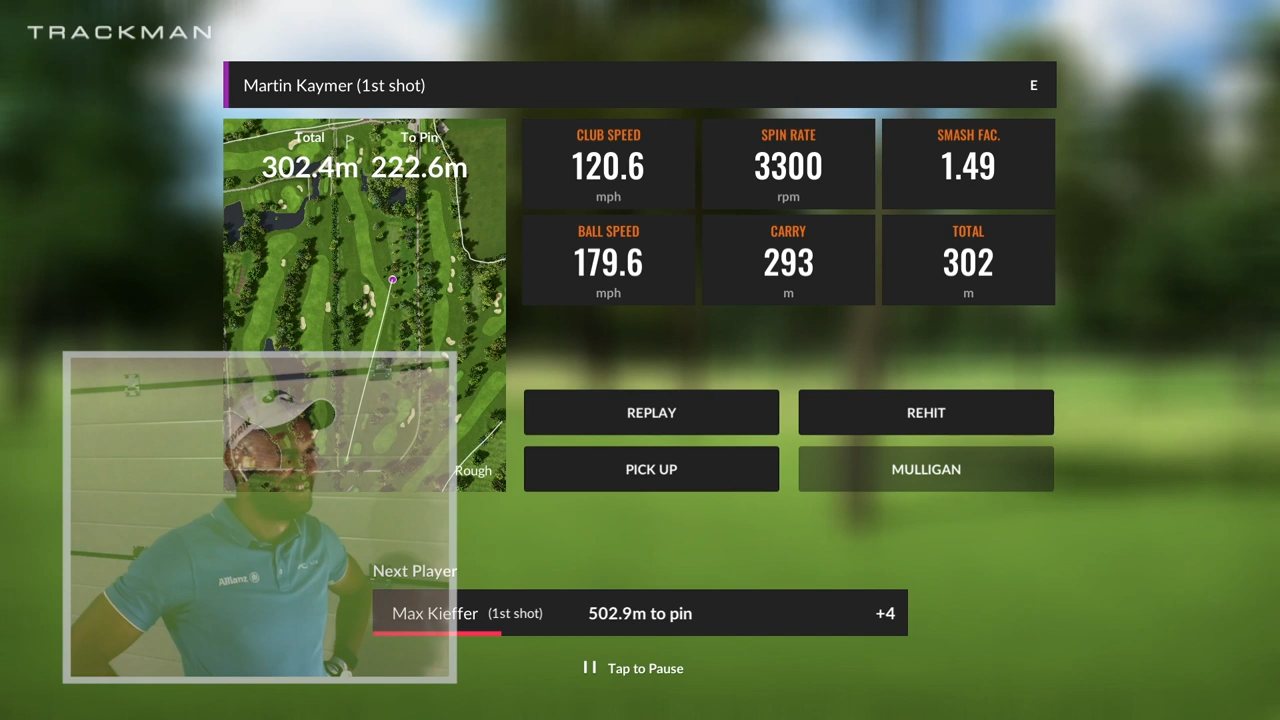 TRACKMAN
Martin Kaymer (1st shot) E
Total To Pin
302.4m 222.6m
Rough
CLUB SPEED
120.6
mph
SPIN RATE
3300
rpm
SMASH FAC.
1.49
BALL SPEED
179.6
mph
CARRY
293
m
TOTAL
302
m
REPLAY
REHIT
PICK UP
MULLIGAN
Allianz
Next Player
Max Kieffer (1st shot) 502.9m to pin +4
Tap to Pause